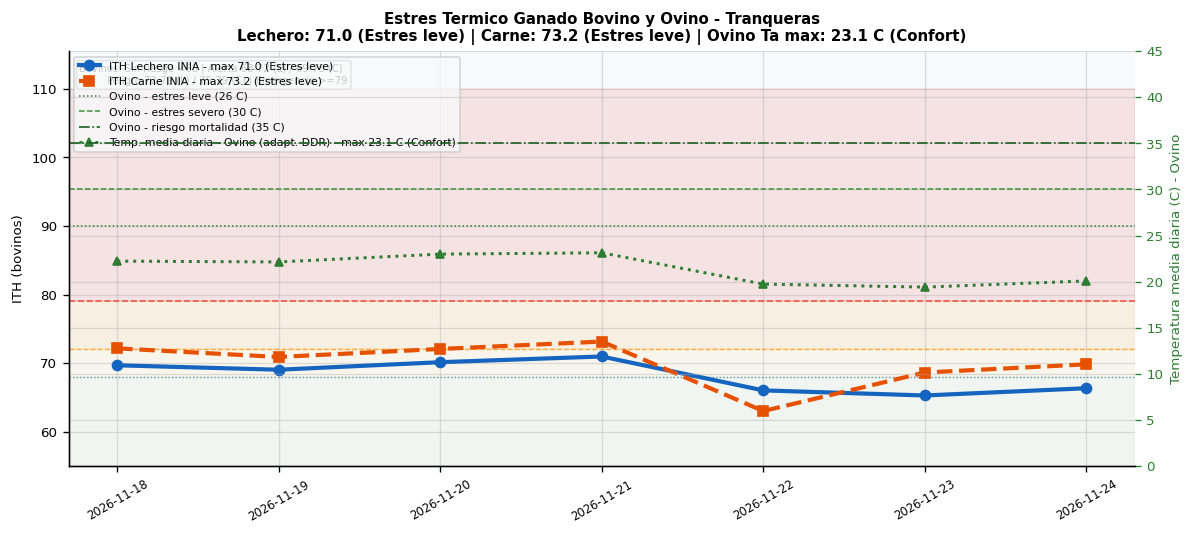 Estres Termico Ganado Bovino y Ovino - Tranqueras
Lechero: 71.0 (Estres leve) | Carne: 73.2 (Estres leve) | Ovino Ta max: 23.1 C (Confort)
ITH Lechero INIA - max 71.0 (Estres leve)
ITH Carne INIA - max 73.2 (Estres leve)
Ovino - estres leve (26 C)
Ovino - estres severo (30 C)
Ovino - riesgo mortalidad (35 C)
Temp. media diaria - Ovino (adapt. DDR) - max 23.1 C (Confort)
>=79
ITH (bovinos)
110
100
90
80
70
60
45
40
35
30
25
20
15
10
5
0
Temperatura media diaria (C) - Ovino
2026-11-18
2026-11-19
2026-11-20
2026-11-21
2026-11-22
2026-11-23
2026-11-24